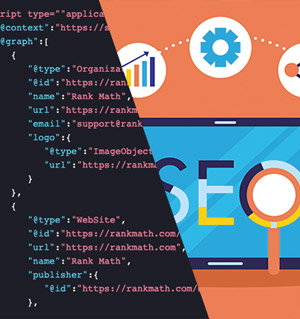 ript type=""applica
@context":"https://s
@graph":[
{
"@type":"Organiza
"@id":"https://rank
"name":"Rank Math",
"url":"https://rank
"email":"support@rank
"logo":{
"@type":"ImageObject
"url":"https://rankm
}
},
{
"@type":"WebSite",
"@id":"https://rankmath.com/
"url":"https://rankmath.com",
"name":"Rank Math",
"publisher":{
"@id":"https://rankmath.com/
},
SEO